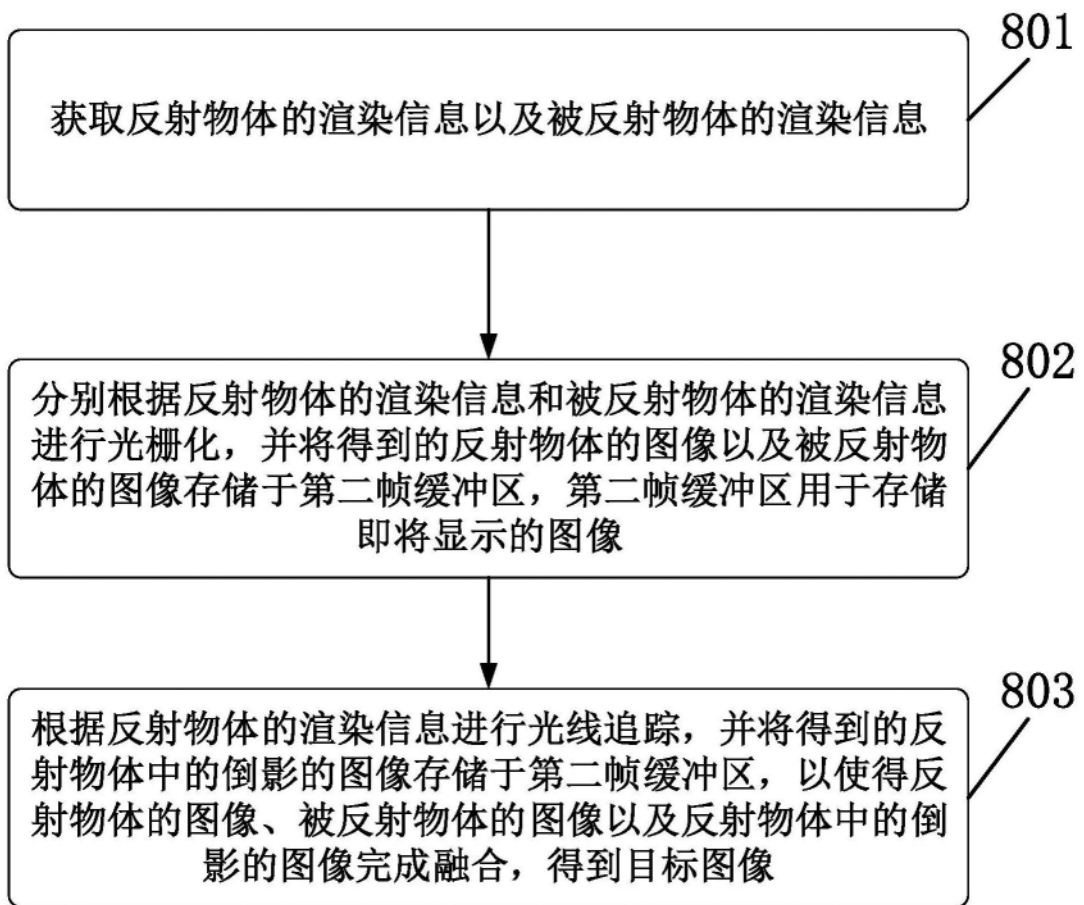 801
获取反射物体的渲染信息以及被反射物体的渲染信息
802
分别根据反射物体的渲染信息和被反射物体的渲染信息
进行光栅化，并将得到的反射物体的图像以及被反射物
体的图像存储于第二帧缓冲区，第二帧缓冲区用于存储
即将显示的图像
803
根据反射物体的渲染信息进行光线追踪，并将得到的反
射物体中的倒影的图像存储于第二帧缓冲区，以使得反
射物体的图像、被反射物体的图像以及反射物体中的倒
影的图像完成融合，得到目标图像